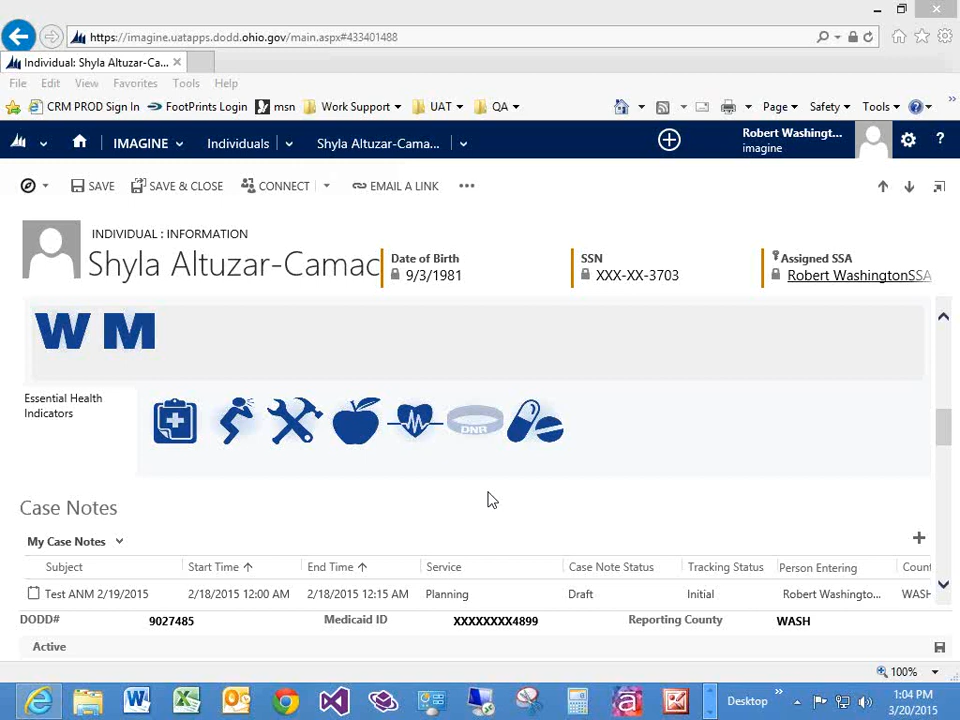 https://imagine.uatapps.dodd.ohio.gov/main.aspx#433401488
Individual: Shyla Altuzar-Ca...
File Edit View Favorites Tools Help
CRM PROD Sign In FootPrints Login msn Work Support UAT QA Page Safety Tools
IMAGINE Individuals Shyla Altuzar-Cama... Robert Washingt... ?
imagine
SAVE SAVE & CLOSE CONNECT EMAIL A LINK
INDIVIDUAL : INFORMATION
Shyla Altuzar-Camac
Date of Birth SSN Assigned SSA
9/3/1981 XXX-XX-3703 Robert WashingtonSSA
W M
Essential Health
Indicators
DNR
Case Notes
My Case Notes
Subject Start Time End Time Service Case Note Status Tracking Status Person Entering Count
Test ANM 2/19/2015 2/18/2015 12:00 AM 2/18/2015 12:15 AM Planning Draft Initial Robert Washingto... WASH
DODD# 9027485 Medicaid ID XXXXXXXX4899 Reporting County WASH
Active
100%
Desktop
1:04 PM
3/20/2015